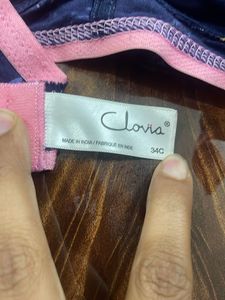 Clovia®
MADE IN INDIA / FABRIQUE EN INDE
34C